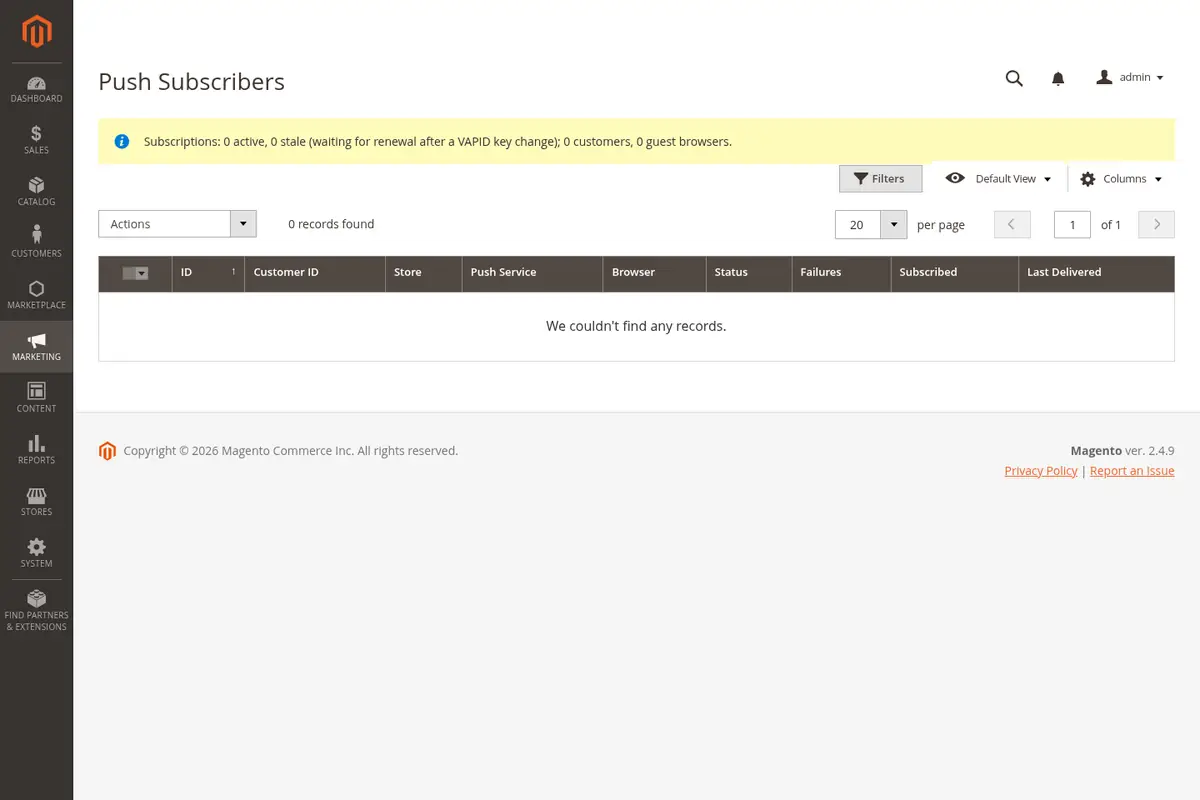 DASHBOARD
SALES
CATALOG
CUSTOMERS
MARKETPLACE
MARKETING
CONTENT
REPORTS
STORES
SYSTEM
FIND PARTNERS
& EXTENSIONS
Push Subscribers
admin
Subscriptions: 0 active, 0 stale (waiting for renewal after a VAPID key change); 0 customers, 0 guest browsers.
Filters Default View Columns
Actions 0 records found 20 per page 1 of 1
ID ↑ Customer ID Store Push Service Browser Status Failures Subscribed Last Delivered
We couldn't find any records.
Copyright © 2026 Magento Commerce Inc. All rights reserved. Magento ver. 2.4.9
Privacy Policy | Report an Issue